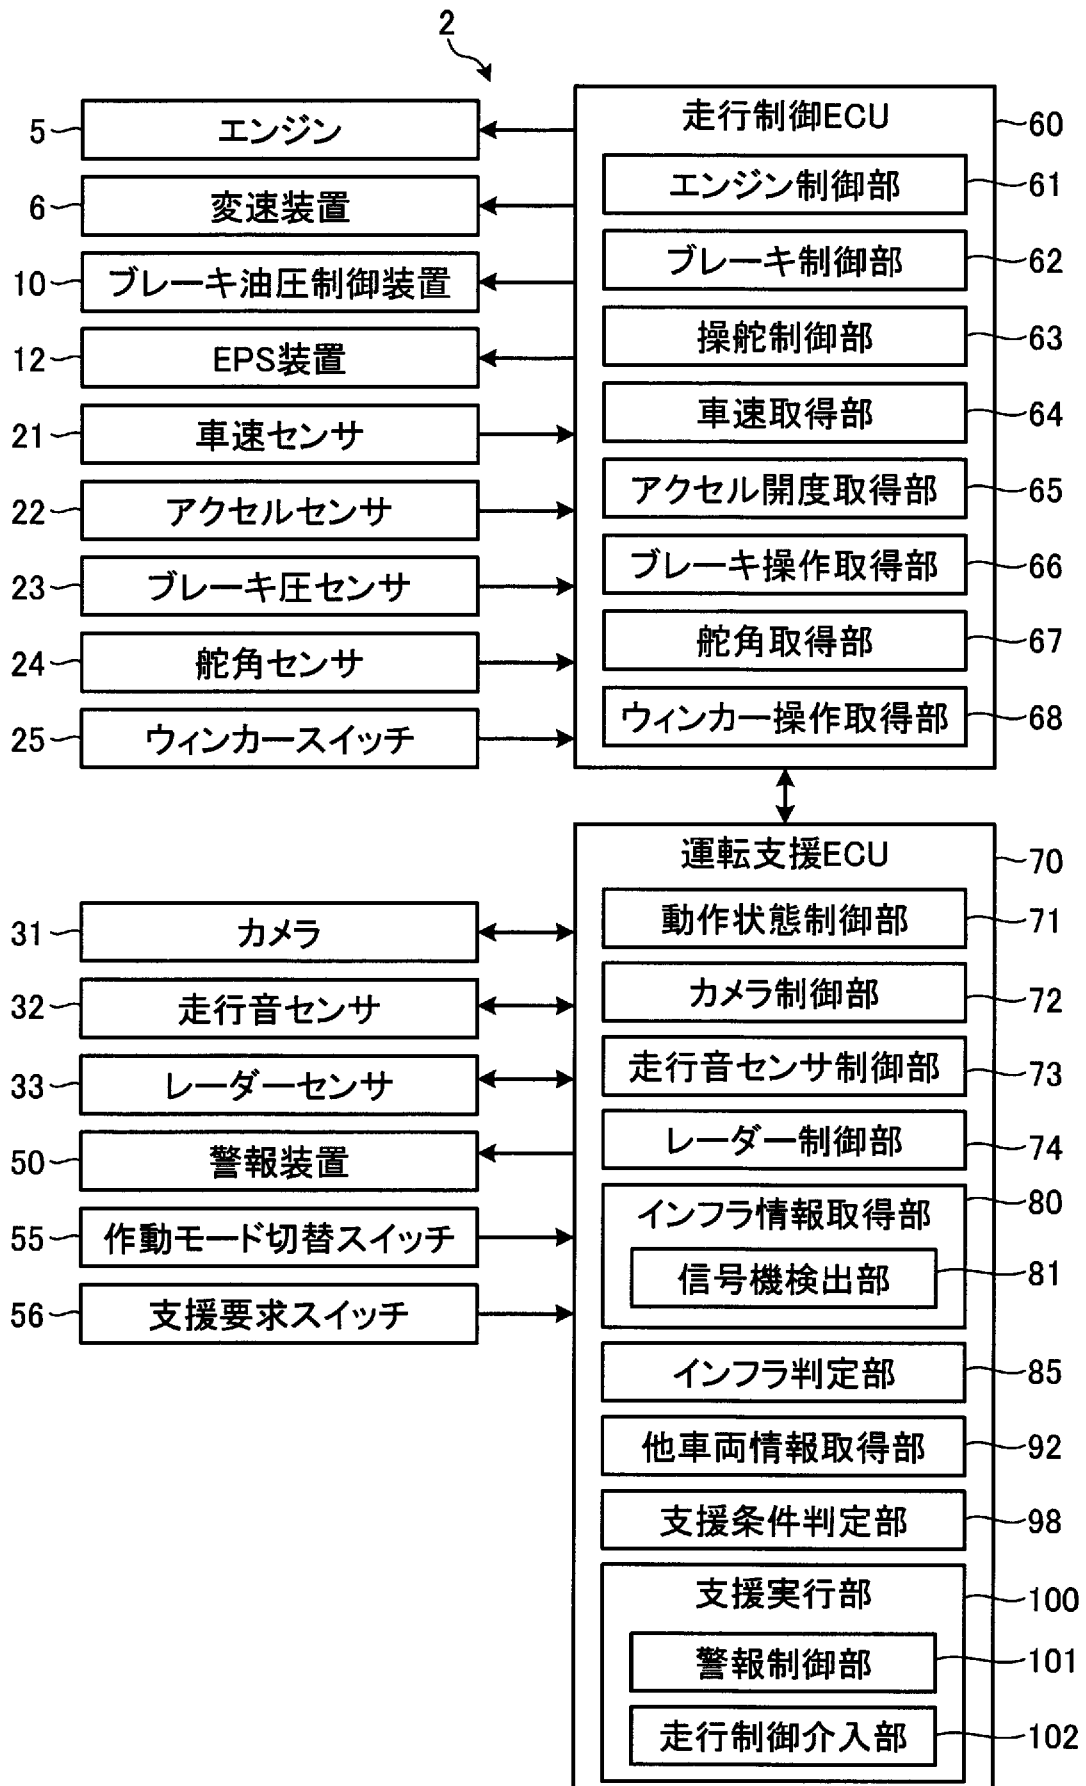 2
5
エンジン
6
変速装置
10
ブレーキ油圧制御装置
12
EPS装置
21
車速センサ
22
アクセルセンサ
23
ブレーキ圧センサ
24
舵角センサ
25
ウィンカースイッチ
走行制御ECU
60
エンジン制御部
61
ブレーキ制御部
62
操舵制御部
63
車速取得部
64
アクセル開度取得部
65
ブレーキ操作取得部
66
舵角取得部
67
ウィンカー操作取得部
68
31
カメラ
32
走行音センサ
33
レーダーセンサ
50
警報装置
55
作動モード切替スイッチ
56
支援要求スイッチ
運転支援ECU
70
動作状態制御部
71
カメラ制御部
72
走行音センサ制御部
73
レーダー制御部
74
インフラ情報取得部
80
信号機検出部
81
インフラ判定部
85
他車両情報取得部
92
支援条件判定部
98
支援実行部
100
警報制御部
101
走行制御介入部
102